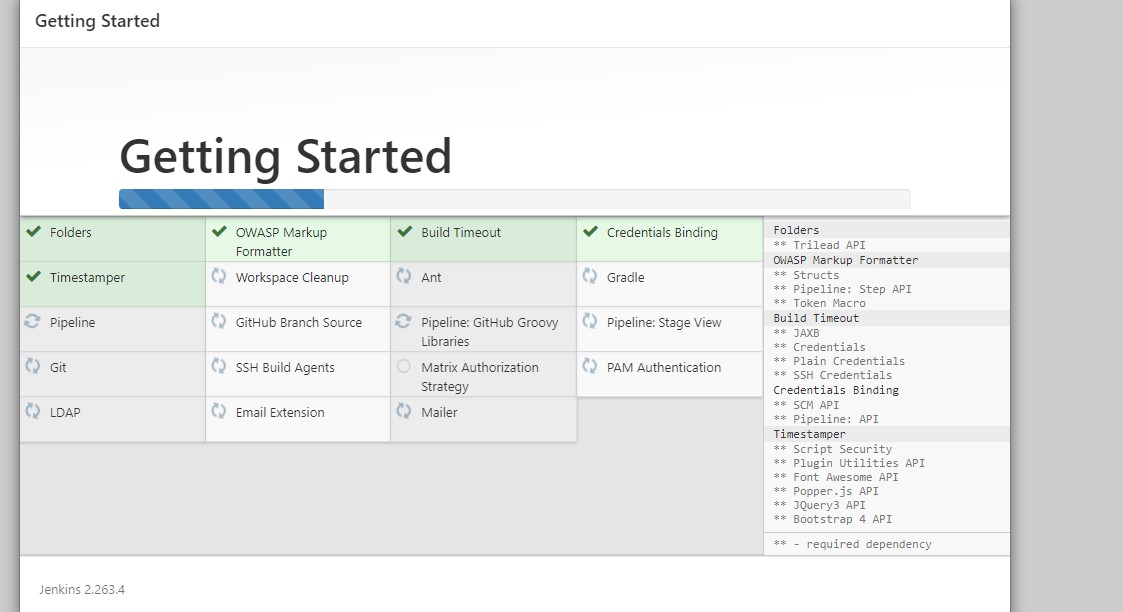 Getting Started
Getting Started
Folders
OWASP Markup
Formatter
Build Timeout
Credentials Binding
Timestamper
Workspace Cleanup
Ant
Gradle
Pipeline
GitHub Branch Source
Pipeline: GitHub Groovy
Libraries
Pipeline: Stage View
Git
SSH Build Agents
Matrix Authorization
Strategy
PAM Authentication
LDAP
Email Extension
Mailer
Folders
** Trilead API
OWASP Markup Formatter
** Structs
** Pipeline: Step API
** Token Macro
Build Timeout
** JAXB
** Credentials
** Plain Credentials
** SSH Credentials
Credentials Binding
** SCM API
** Pipeline: API
Timestamper
** Script Security
** Plugin Utilities API
** Font Awesome API
** Popper.js API
** JQuery3 API
** Bootstrap 4 API
** - required dependency
Jenkins 2.263.4